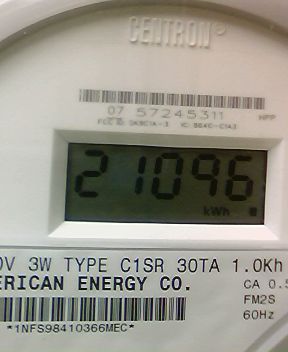 CENTRON®
07 57245311 HPP
21096
kWh
0V 3W TYPE C1SR 30TA 1.0Kh
ERICAN ENERGY CO. CA 0.5
FM2S
60Hz
*1NFS98410366MEC*